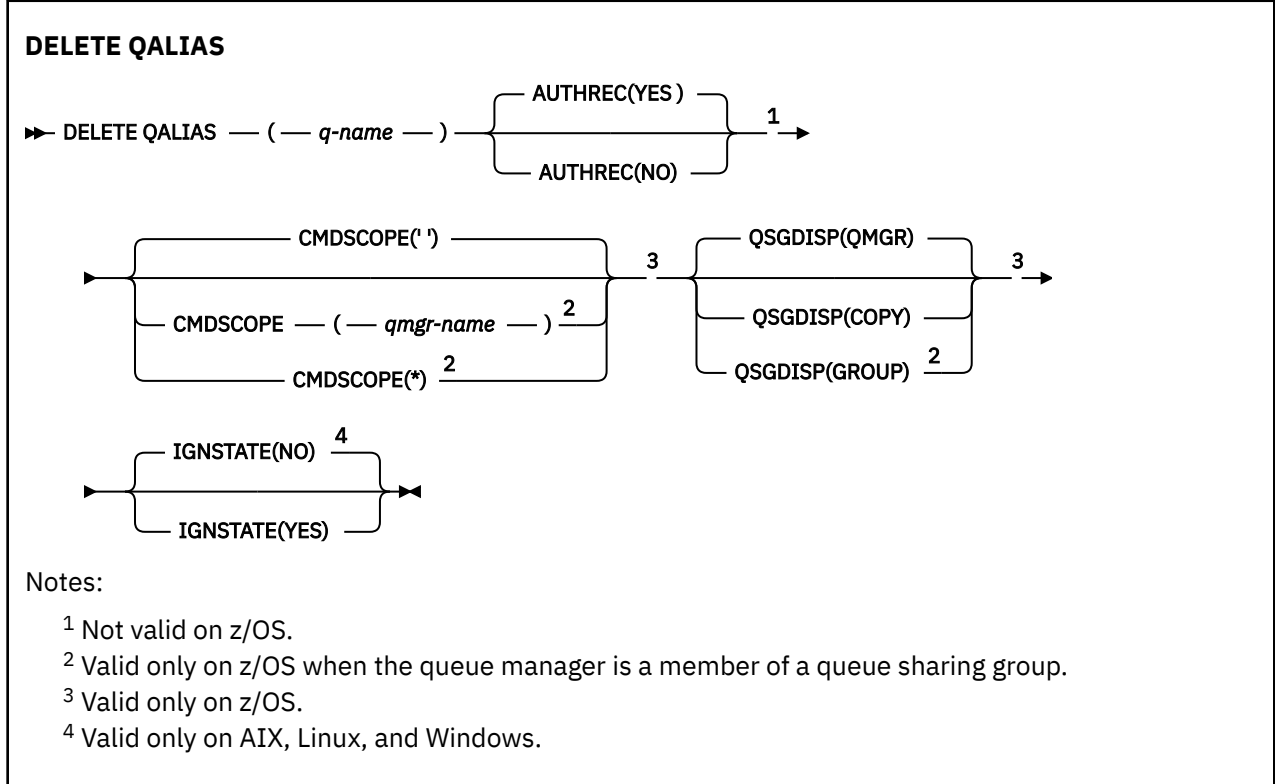 DELETE QALIAS
AUTHREC(YES )
DELETE QALIAS ( q-name ) 1
AUTHREC(NO)
CMDSCOPE(' ') QSGDISP(QMGR)
3 3
CMDSCOPE ( qmgr-name ) 2 QSGDISP(COPY)
CMDSCOPE(*) 2 QSGDISP(GROUP) 2
IGNSTATE(NO) 4
IGNSTATE(YES)
Notes:
1 Not valid on z/OS.
2 Valid only on z/OS when the queue manager is a member of a queue sharing group.
3 Valid only on z/OS.
4 Valid only on AIX, Linux, and Windows.